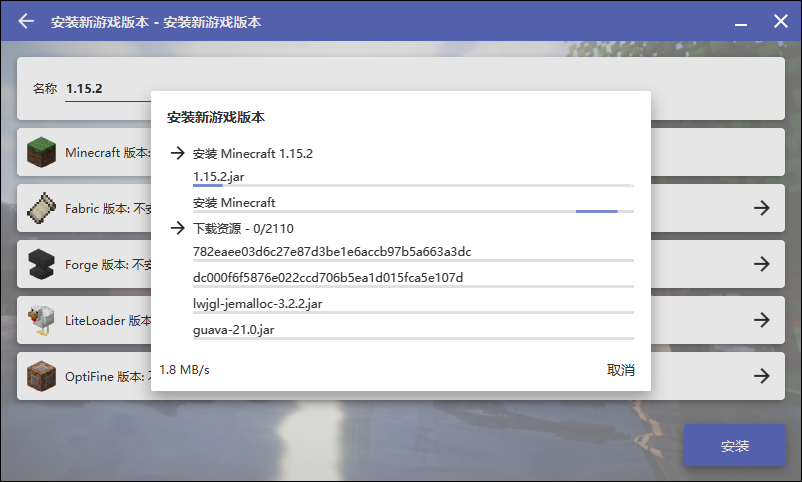 安装新游戏版本 - 安装新游戏版本
名称 1.15.2
安装新游戏版本
安装 Minecraft 1.15.2
1.15.2.jar
安装 Minecraft
下载资源 - 0/2110
782eaee03d6c27e87d3be1e6accb97b5a663a3dc
dc000f6f5876e022ccd706b5ea1d015fca5e107d
lwjgl-jemalloc-3.2.2.jar
guava-21.0.jar
1.8 MB/s
取消
Minecraft 版本:
Fabric 版本: 不安
Forge 版本: 不安
LiteLoader 版本
OptiFine 版本:
安装